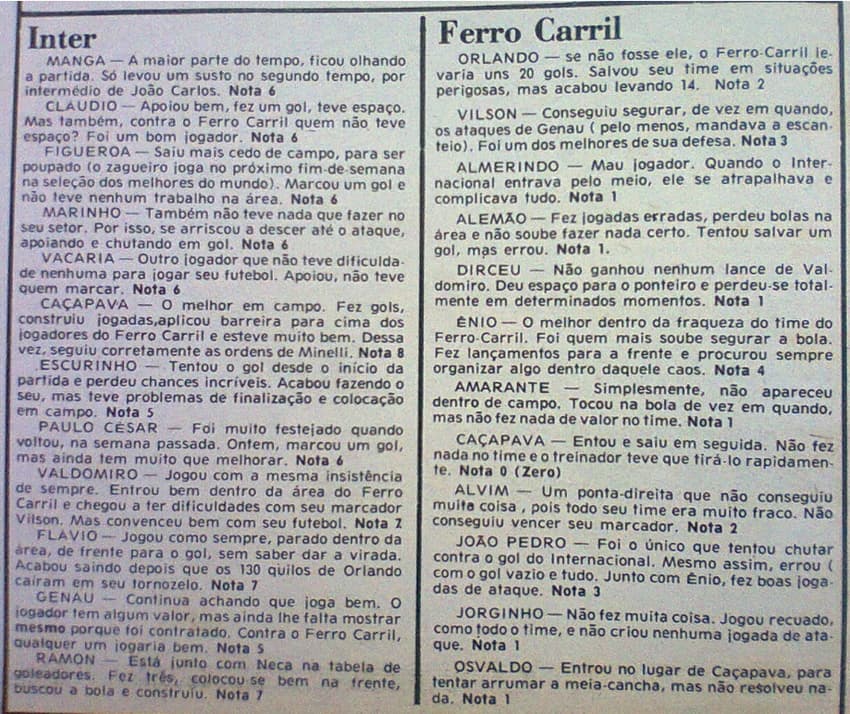 Inter
MANGA — A maior parte do tempo, ficou olhando
a partida. Só levou um susto no segundo tempo, por
intermédio de João Carlos. Nota 6
CLÁUDIO — Apoiou bem, fez um gol, teve espaço.
Mas também, contra o Ferro Carril quem não teve
espaço? Foi um bom jogador. Nota 6
FIGUEROA — Saiu mais cedo de campo, para ser
poupado (o zagueiro joga no próximo fim-de-semana
na seleção dos melhores do mundo). Marcou um gol e
não teve nenhum trabalho na área. Nota 6
MARINHO — Também não teve nada que fazer no
seu setor. Por isso, se arriscou a descer até o ataque,
apoiando e chutando em gol. Nota 6
VACARIA — Outro jogador que não teve dificulda-
de nenhuma para jogar seu futebol. Apoiou, não teve
quem marcar. Nota 6
CAÇAPAVA — O melhor em campo. Fez gols,
construiu jogadas,aplicou barreira para cima dos
jogadores do Ferro Carril e esteve muito bem. Dessa
vez, seguiu corretamente as ordens de Minelli. Nota 8
ESCURINHO — Tentou o gol desde o início da
partida e perdeu chances incríveis. Acabou fazendo o
seu, mas teve problemas de finalização e colocação
em campo. Nota 5
PAULO CÉSAR — Foi muito festejado quando
voltou, na semana passada. Ontem, marcou um gol,
mas ainda tem muito que melhorar. Nota 6
VALDOMIRO — Jogou com a mesma insistência
de sempre. Entrou bem dentro da área do Ferro
Carril e chegou a ter dificuldades com seu marcador
Vilson. Mas convenceu bem com seu futebol. Nota 7
FLÁVIO — Jogou como sempre, parado dentro da
área, de frente para o gol, sem saber dar a virada.
Acabou saindo depois que os 130 quilos de Orlando
caíram em seu tornozelo. Nota 7
GENAU — Continua achando que joga bem. O
jogador tem algum valor, mas ainda lhe falta mostrar
mesmo porque foi contratado. Contra o Ferro Carril,
qualquer um jogaria bem. Nota 5
RAMON — Está junto com Neca na tabela de
goleadores. Fez três, colocou-se bem na frente,
buscou a bola e construiu. Nota 7
Ferro Carril
ORLANDO — se não fosse ele, o Ferro-Carril le-
varia uns 20 gols. Salvou seu time em situações
perigosas, mas acabou levando 14. Nota 2
VILSON — Conseguiu segurar, de vez em quando,
os ataques de Genau ( pelo menos, mandava a escan-
teio). Foi um dos melhores de sua defesa. Nota 3
ALMERINDO — Mau jogador. Quando o Inter-
nacional entrava pelo meio, ele se atrapalhava e
complicava tudo. Nota 1
ALEMÃO — Fez jogadas erradas, perdeu bolas na
área e não soube fazer nada certo. Tentou salvar um
gol, mas errou. Nota 1.
DIRCEU — Não ganhou nenhum lance de Val-
domiro. Deu espaço para o ponteiro e perdeu-se total-
mente em determinados momentos. Nota 1
ÊNIO — O melhor dentro da fraqueza do time do
Ferro-Carril. Foi quem mais soube segurar a bola.
Fez lançamentos para a frente e procurou sempre
organizar algo dentro daquele caos. Nota 4
AMARANTE — Simplesmente, não apareceu
dentro de campo. Tocou na bola de vez em quando,
mas não fez nada de valor no time. Nota 1
CAÇAPAVA — Entou e saiu em seguida. Não fez
nada no time e o treinador teve que tirá-lo rapidamen-
te. Nota 0 (Zero)
ALVIM — Um ponta-direita que não conseguiu
muita coisa , pois todo seu time era muito fraco. Não
conseguiu vencer seu marcador. Nota 2
JOÃO PEDRO — Foi o único que tentou chutar
contra o gol do Internacional. Mesmo assim, errou (
com o gol vazio e tudo. Junto com Ênio, fez boas joga-
das de ataque. Nota 3
JORGINHO — Não fez muita coisa. Jogou recuado,
como todo o time, e não criou nenhuma jogada de ata-
que. Nota 1
OSVALDO — Entrou no lugar de Caçapava, para
tentar arrumar a meia-cancha, mas não resolveu na-
da. Nota 1